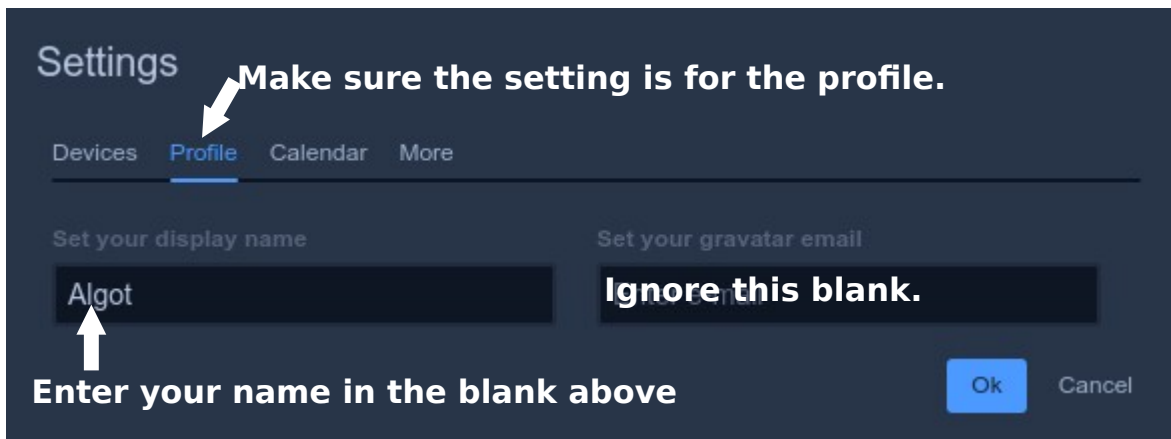 Settings
Make sure the setting is for the profile.
Devices Profile Calendar More
Set your display name Set your gravatar email
Algot Ignore this blank.
Enter your name in the blank above
Ok Cancel